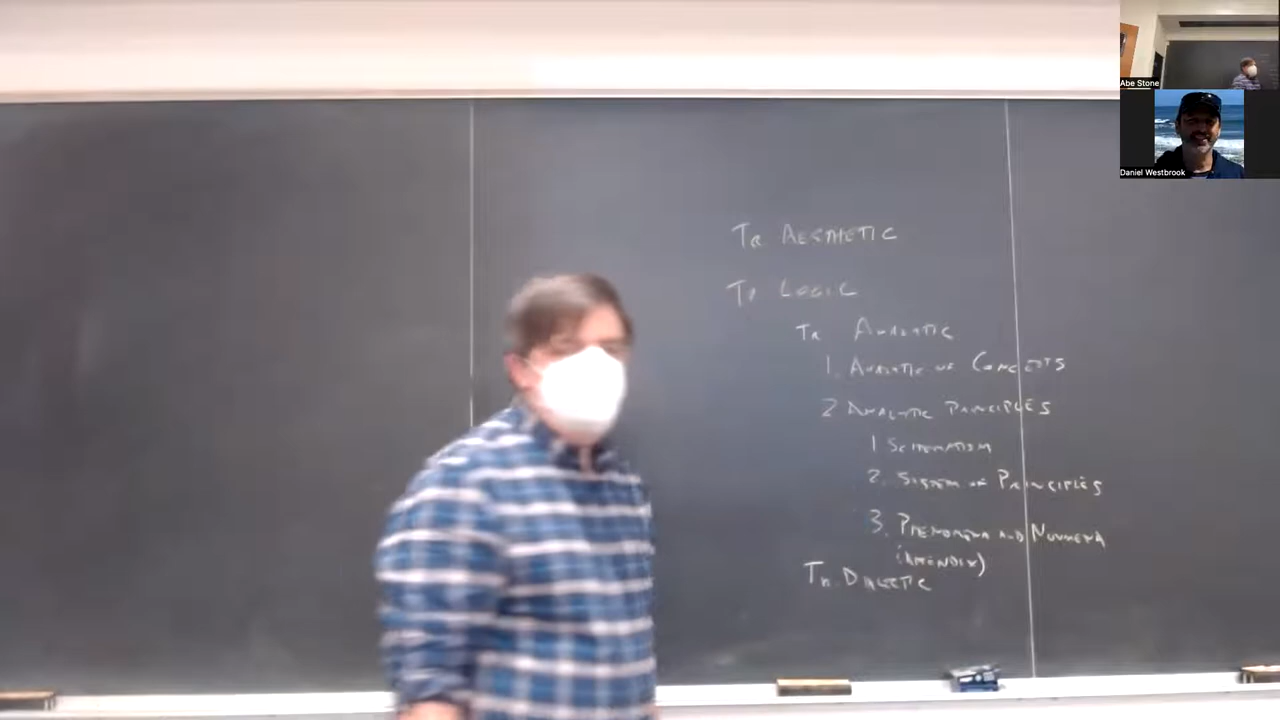 Abe Stone
Daniel Westbrook
Tr AESTHETIC
Tr LOGIC
Tr ANALYTIC
1. ANALYTIC OF CONCEPTS
2 ANALYTIC PRINCIPLES
1 SCHEMATISM
2. SYSTEM OF PRINCIPLES
3. PHENOMENA AND NOUMENA
(APPENDIX)
Tr. DIALECTIC